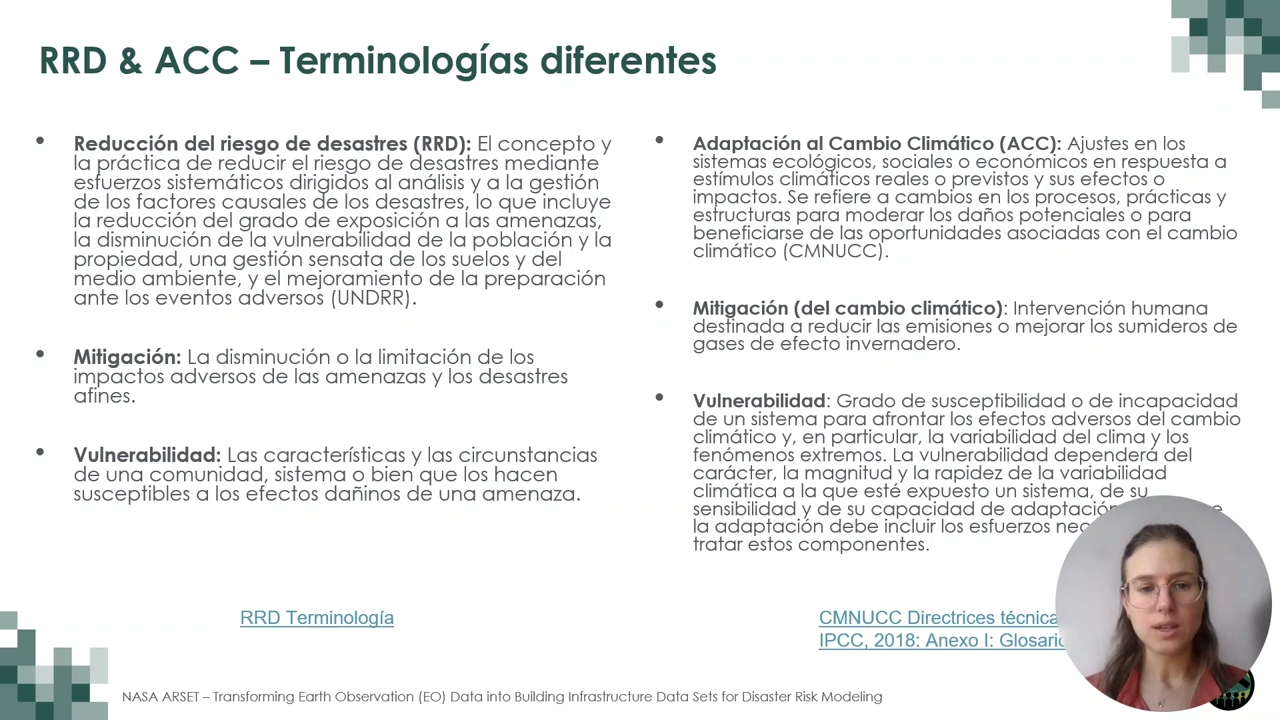 RRD & ACC – Terminologías diferentes
• Reducción del riesgo de desastres (RRD): El concepto y
la práctica de reducir el riesgo de desastres mediante
esfuerzos sistemáticos dirigidos al análisis y a la gestión
de los factores causales de los desastres, lo que incluye
la reducción del grado de exposición a las amenazas,
la disminución de la vulnerabilidad de la población y la
propiedad, una gestión sensata de los suelos y del
medio ambiente, y el mejoramiento de la preparación
ante los eventos adversos (UNDRR).
• Mitigación: La disminución o la limitación de los
impactos adversos de las amenazas y los desastres
afines.
• Vulnerabilidad: Las características y las circunstancias
de una comunidad, sistema o bien que los hacen
susceptibles a los efectos dañinos de una amenaza.
RRD Terminología
• Adaptación al Cambio Climático (ACC): Ajustes en los
sistemas ecológicos, sociales o económicos en respuesta a
estímulos climáticos reales o previstos y sus efectos o
impactos. Se refiere a cambios en los procesos, prácticas y
estructuras para moderar los daños potenciales o para
beneficiarse de las oportunidades asociadas con el cambio
climático (CMNUCC).
• Mitigación (del cambio climático): Intervención humana
destinada a reducir las emisiones o mejorar los sumideros de
gases de efecto invernadero.
• Vulnerabilidad: Grado de susceptibilidad o de incapacidad
de un sistema para afrontar los efectos adversos del cambio
climático y, en particular, la variabilidad del clima y los
fenómenos extremos. La vulnerabilidad dependerá del
carácter, la magnitud y la rapidez de la variabilidad
climática a la que esté expuesto un sistema, de su
sensibilidad y de su capacidad de adaptación
la adaptación debe incluir los esfuerzos
tratar estos componentes.
CMNUCC Directrices
IPCC, 2018: Anexo I: Glosario
NASA ARSET – Transforming Earth Observation (EO) Data into Building Infrastructure Data Sets for Disaster Risk Modeling